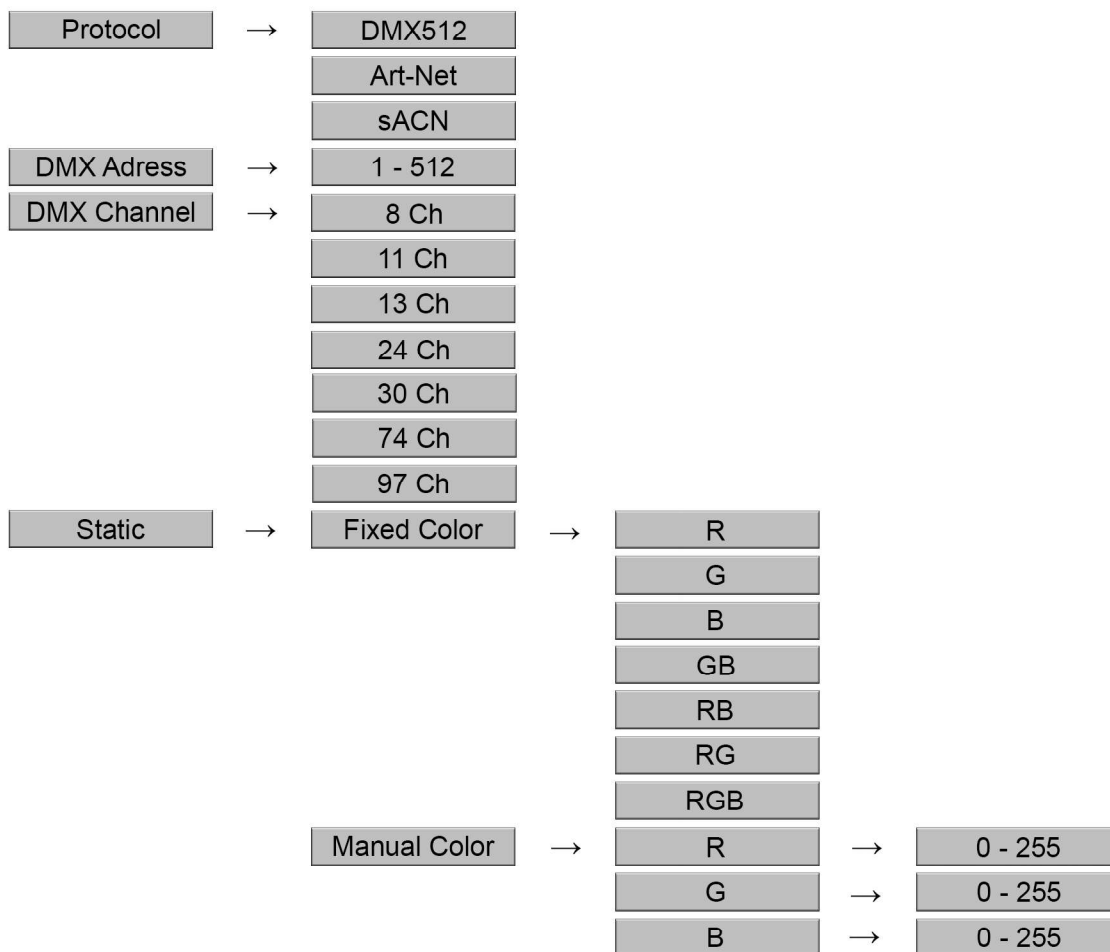 Protocol → DMX512
Art-Net
sACN
DMX Adress → 1 - 512
DMX Channel → 8 Ch
11 Ch
13 Ch
24 Ch
30 Ch
74 Ch
97 Ch
Static → Fixed Color → R
G
B
GB
RB
RG
RGB
Manual Color → R → 0 - 255
G → 0 - 255
B → 0 - 255